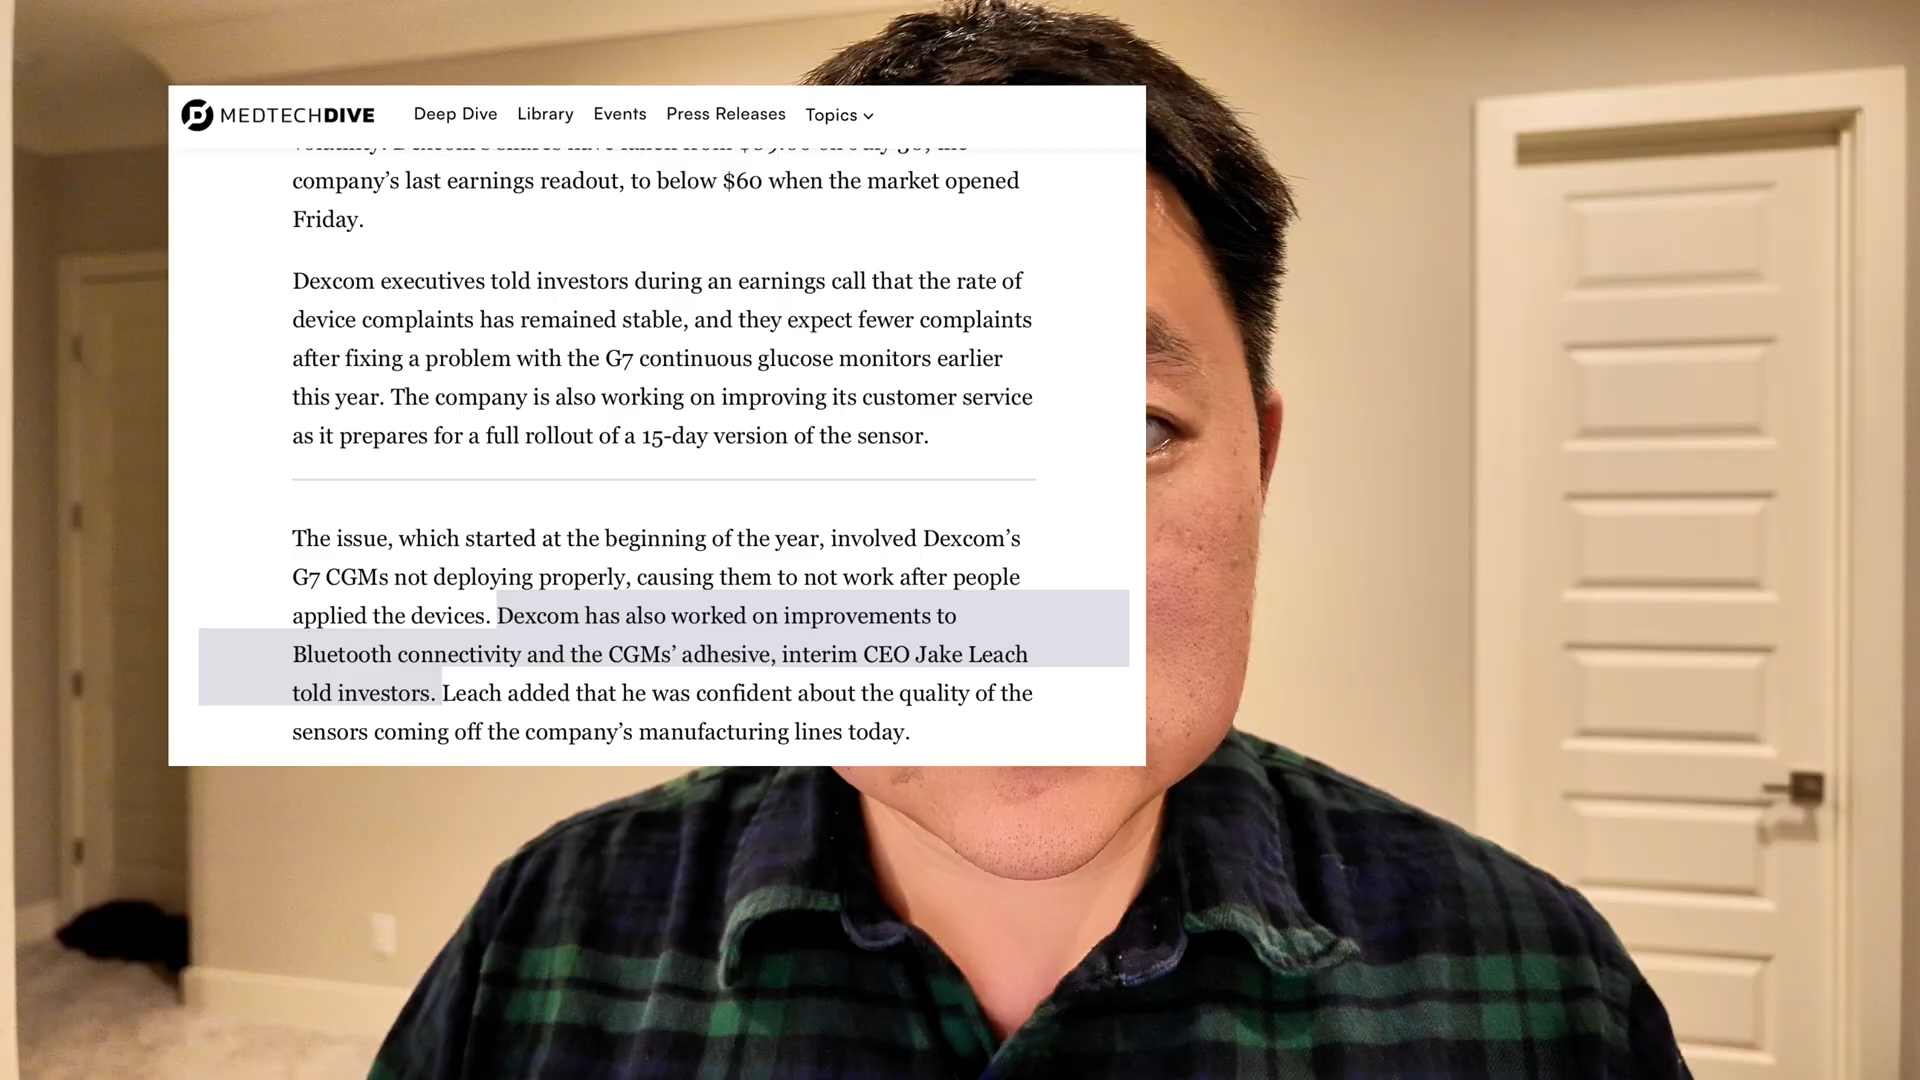 MEDTECHDIVE
Deep Dive Library Events Press Releases Topics
company’s last earnings readout, to below $60 when the market opened
Friday.
Dexcom executives told investors during an earnings call that the rate of
device complaints has remained stable, and they expect fewer complaints
after fixing a problem with the G7 continuous glucose monitors earlier
this year. The company is also working on improving its customer service
as it prepares for a full rollout of a 15-day version of the sensor.
The issue, which started at the beginning of the year, involved Dexcom’s
G7 CGMs not deploying properly, causing them to not work after people
applied the devices. Dexcom has also worked on improvements to
Bluetooth connectivity and the CGMs’ adhesive, interim CEO Jake Leach
told investors. Leach added that he was confident about the quality of the
sensors coming off the company’s manufacturing lines today.